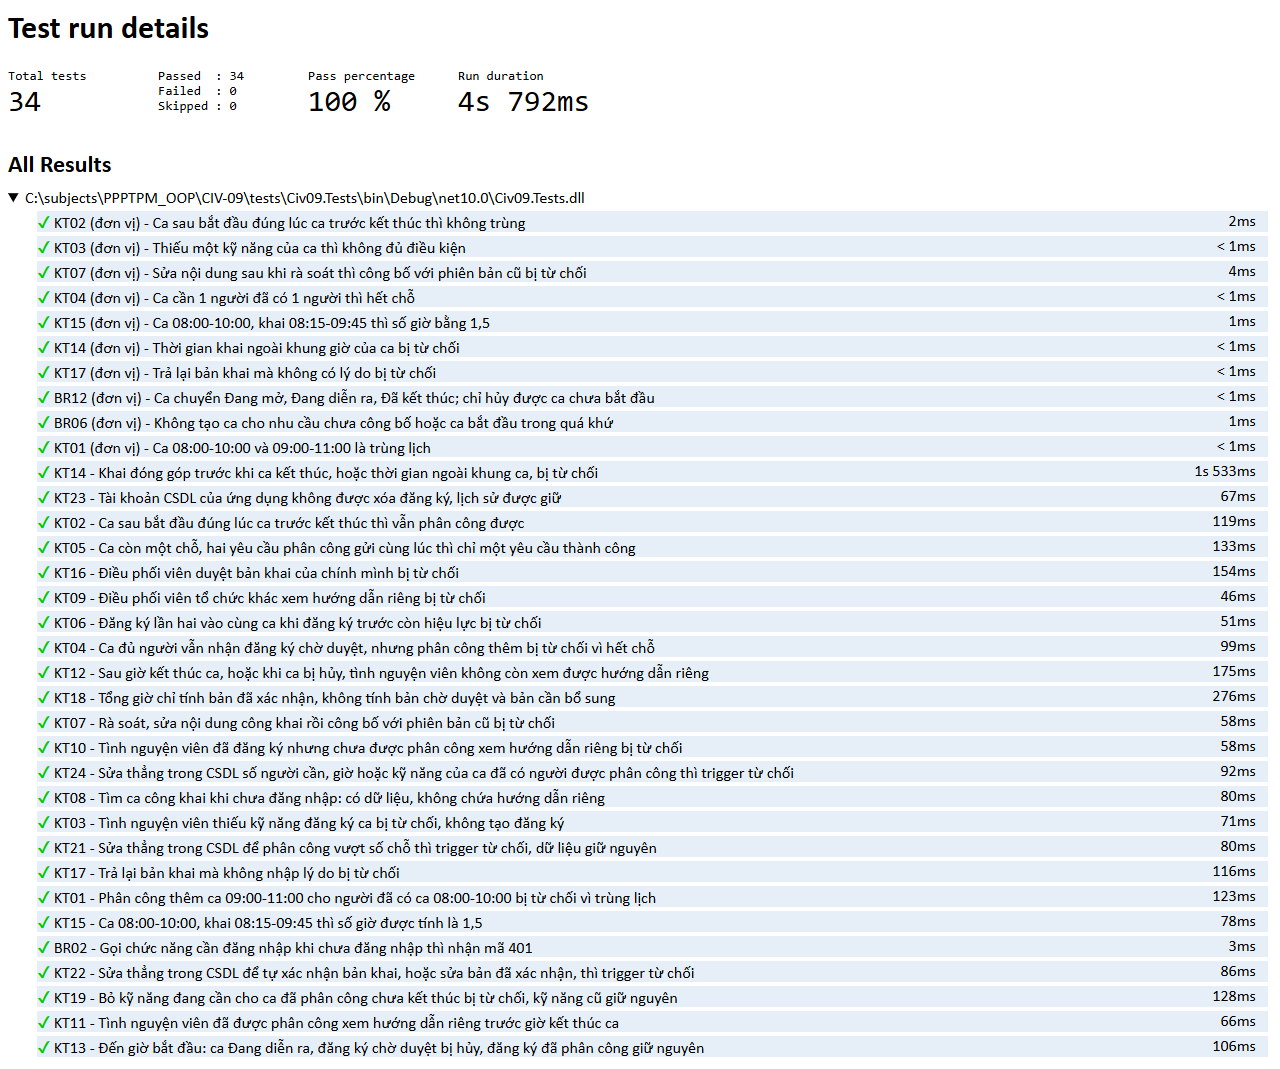 Test run details
Total tests
34
Passed : 34
Failed : 0
Skipped : 0
Pass percentage
100 %
Run duration
4s 792ms
All Results
C:\subjects\PPPTPM_OOP\CIV-09\tests\Civ09.Tests\bin\Debug\net10.0\Civ09.Tests.dll
✓ KT02 (đơn vị) - Ca sau bắt đầu đúng lúc ca trước kết thúc thì không trùng 2ms
✓ KT03 (đơn vị) - Thiếu một kỹ năng của ca thì không đủ điều kiện < 1ms
✓ KT07 (đơn vị) - Sửa nội dung sau khi rà soát thì công bố với phiên bản cũ bị từ chối 4ms
✓ KT04 (đơn vị) - Ca cần 1 người đã có 1 người thì hết chỗ < 1ms
✓ KT15 (đơn vị) - Ca 08:00-10:00, khai 08:15-09:45 thì số giờ bằng 1,5 1ms
✓ KT14 (đơn vị) - Thời gian khai ngoài khung giờ của ca bị từ chối < 1ms
✓ KT17 (đơn vị) - Trả lại bản khai mà không có lý do bị từ chối < 1ms
✓ BR12 (đơn vị) - Ca chuyển Đang mở, Đang diễn ra, Đã kết thúc; chỉ hủy được ca chưa bắt đầu < 1ms
✓ BR06 (đơn vị) - Không tạo ca cho nhu cầu chưa công bố hoặc ca bắt đầu trong quá khứ 1ms
✓ KT01 (đơn vị) - Ca 08:00-10:00 và 09:00-11:00 là trùng lịch < 1ms
✓ KT14 - Khai đóng góp trước khi ca kết thúc, hoặc thời gian ngoài khung ca, bị từ chối 1s 533ms
✓ KT23 - Tài khoản CSDL của ứng dụng không được xóa đăng ký, lịch sử được giữ 67ms
✓ KT02 - Ca sau bắt đầu đúng lúc ca trước kết thúc thì vẫn phân công được 119ms
✓ KT05 - Ca còn một chỗ, hai yêu cầu phân công gửi cùng lúc thì chỉ một yêu cầu thành công 133ms
✓ KT16 - Điều phối viên duyệt bản khai của chính mình bị từ chối 154ms
✓ KT09 - Điều phối viên tổ chức khác xem hướng dẫn riêng bị từ chối 46ms
✓ KT06 - Đăng ký lần hai vào cùng ca khi đăng ký trước còn hiệu lực bị từ chối 51ms
✓ KT04 - Ca đủ người vẫn nhận đăng ký chờ duyệt, nhưng phân công thêm bị từ chối vì hết chỗ 99ms
✓ KT12 - Sau giờ kết thúc ca, hoặc khi ca bị hủy, tình nguyện viên không còn xem được hướng dẫn riêng 175ms
✓ KT18 - Tổng giờ chỉ tính bản đã xác nhận, không tính bản chờ duyệt và bản cần bổ sung 276ms
✓ KT07 - Rà soát, sửa nội dung công khai rồi công bố với phiên bản cũ bị từ chối 58ms
✓ KT10 - Tình nguyện viên đã đăng ký nhưng chưa được phân công xem hướng dẫn riêng bị từ chối 58ms
✓ KT24 - Sửa thẳng trong CSDL số người cần, giờ hoặc kỹ năng của ca đã có người được phân công thì trigger từ chối 92ms
✓ KT08 - Tìm ca công khai khi chưa đăng nhập: có dữ liệu, không chứa hướng dẫn riêng 80ms
✓ KT03 - Tình nguyện viên thiếu kỹ năng đăng ký ca bị từ chối, không tạo đăng ký 71ms
✓ KT21 - Sửa thẳng trong CSDL để phân công vượt số chỗ thì trigger từ chối, dữ liệu giữ nguyên 80ms
✓ KT17 - Trả lại bản khai mà không nhập lý do bị từ chối 116ms
✓ KT01 - Phân công thêm ca 09:00-11:00 cho người đã có ca 08:00-10:00 bị từ chối vì trùng lịch 123ms
✓ KT15 - Ca 08:00-10:00, khai 08:15-09:45 thì số giờ được tính là 1,5 78ms
✓ BR02 - Gọi chức năng cần đăng nhập khi chưa đăng nhập thì nhận mã 401 3ms
✓ KT22 - Sửa thẳng trong CSDL để tự xác nhận bản khai, hoặc sửa bản đã xác nhận, thì trigger từ chối 86ms
✓ KT19 - Bỏ kỹ năng đang cần cho ca đã phân công chưa kết thúc bị từ chối, kỹ năng cũ giữ nguyên 128ms
✓ KT11 - Tình nguyện viên đã được phân công xem hướng dẫn riêng trước giờ kết thúc ca 66ms
✓ KT13 - Đến giờ bắt đầu: ca Đang diễn ra, đăng ký chờ duyệt bị hủy, đăng ký đã phân công giữ nguyên 106ms